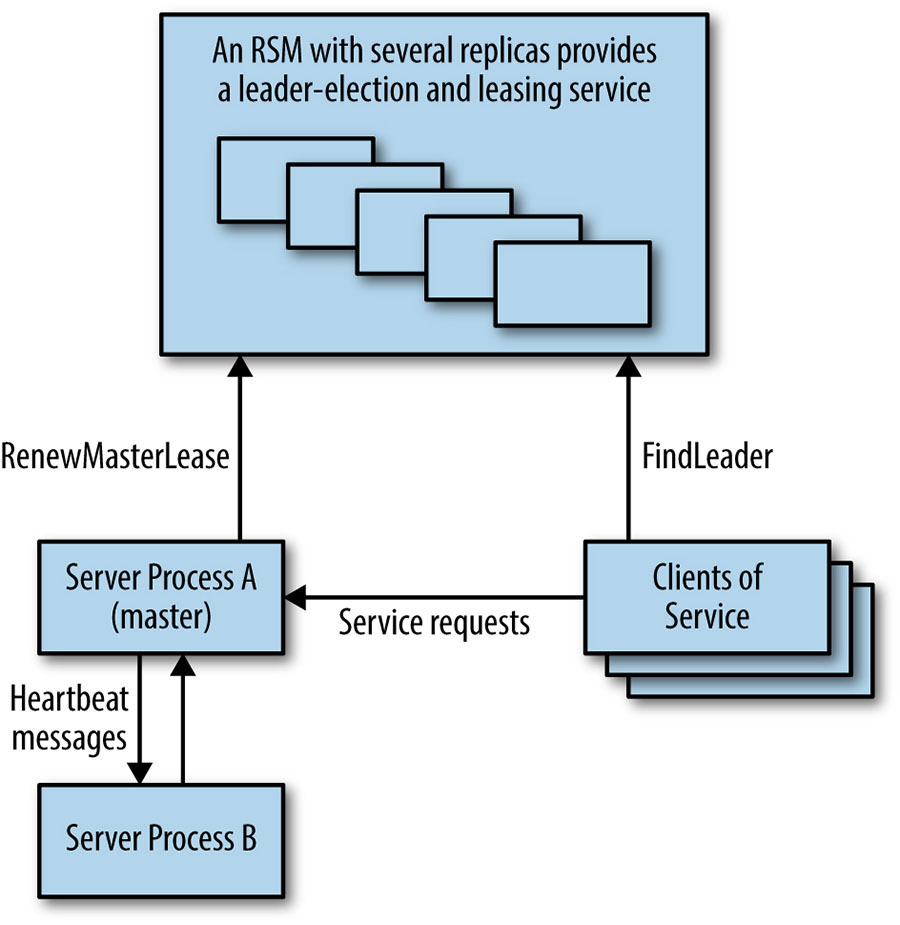 An RSM with several replicas provides
a leader-election and leasing service
RenewMasterLease
FindLeader
Server Process A
(master)
Service requests
Clients of
Service
Heartbeat
messages
Server Process B